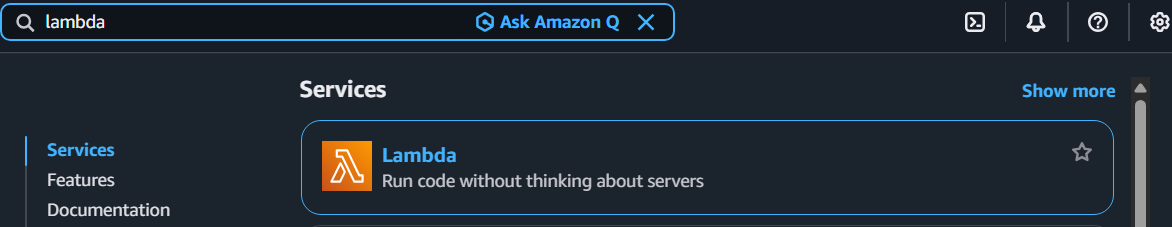 lambda Ask Amazon Q
Services Show more
Services
Features
Documentation
Lambda
Run code without thinking about servers